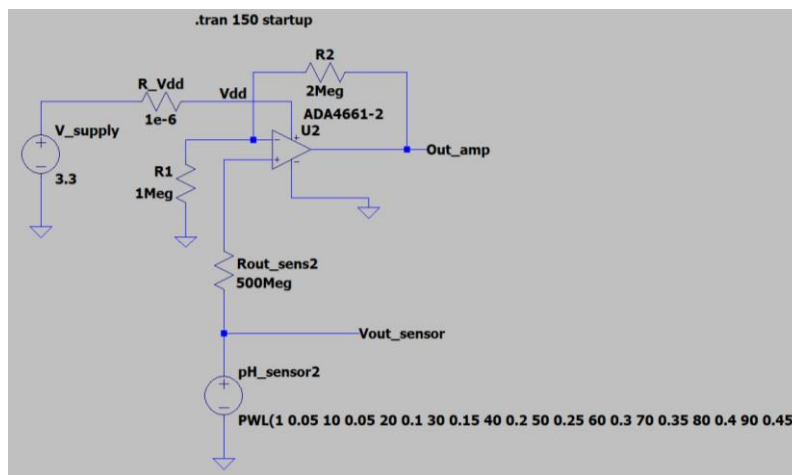 .tran 150 startup
R2
2Meg
R_Vdd
1e-6
Vdd
ADA4661-2
U2
V_supply
3.3
R1
1Meg
Out_amp
Rout_sens2
500Meg
Vout_sensor
pH_sensor2
PWL(1 0.05 10 0.05 20 0.1 30 0.15 40 0.2 50 0.25 60 0.3 70 0.35 80 0.4 90 0.45